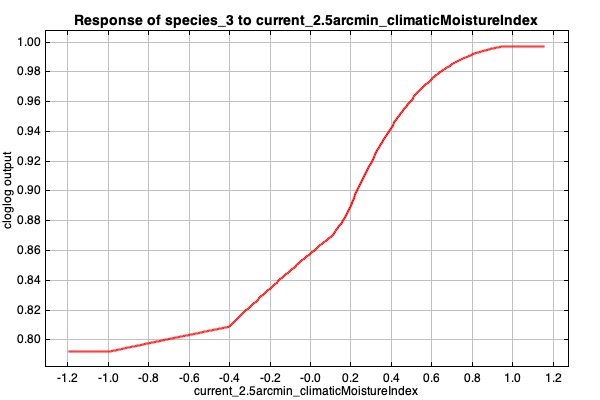 Response of species_3 to current_2.5arcmin_climaticMoistureIndex
1.00
0.98
0.96
0.94
0.92
0.90
0.88
0.86
0.84
0.82
0.80
cloglog output
-1.2 -1.0 -0.8 -0.6 -0.4 -0.2 -0.0 0.2 0.4 0.6 0.8 1.0 1.2
current_2.5arcmin_climaticMoistureIndex